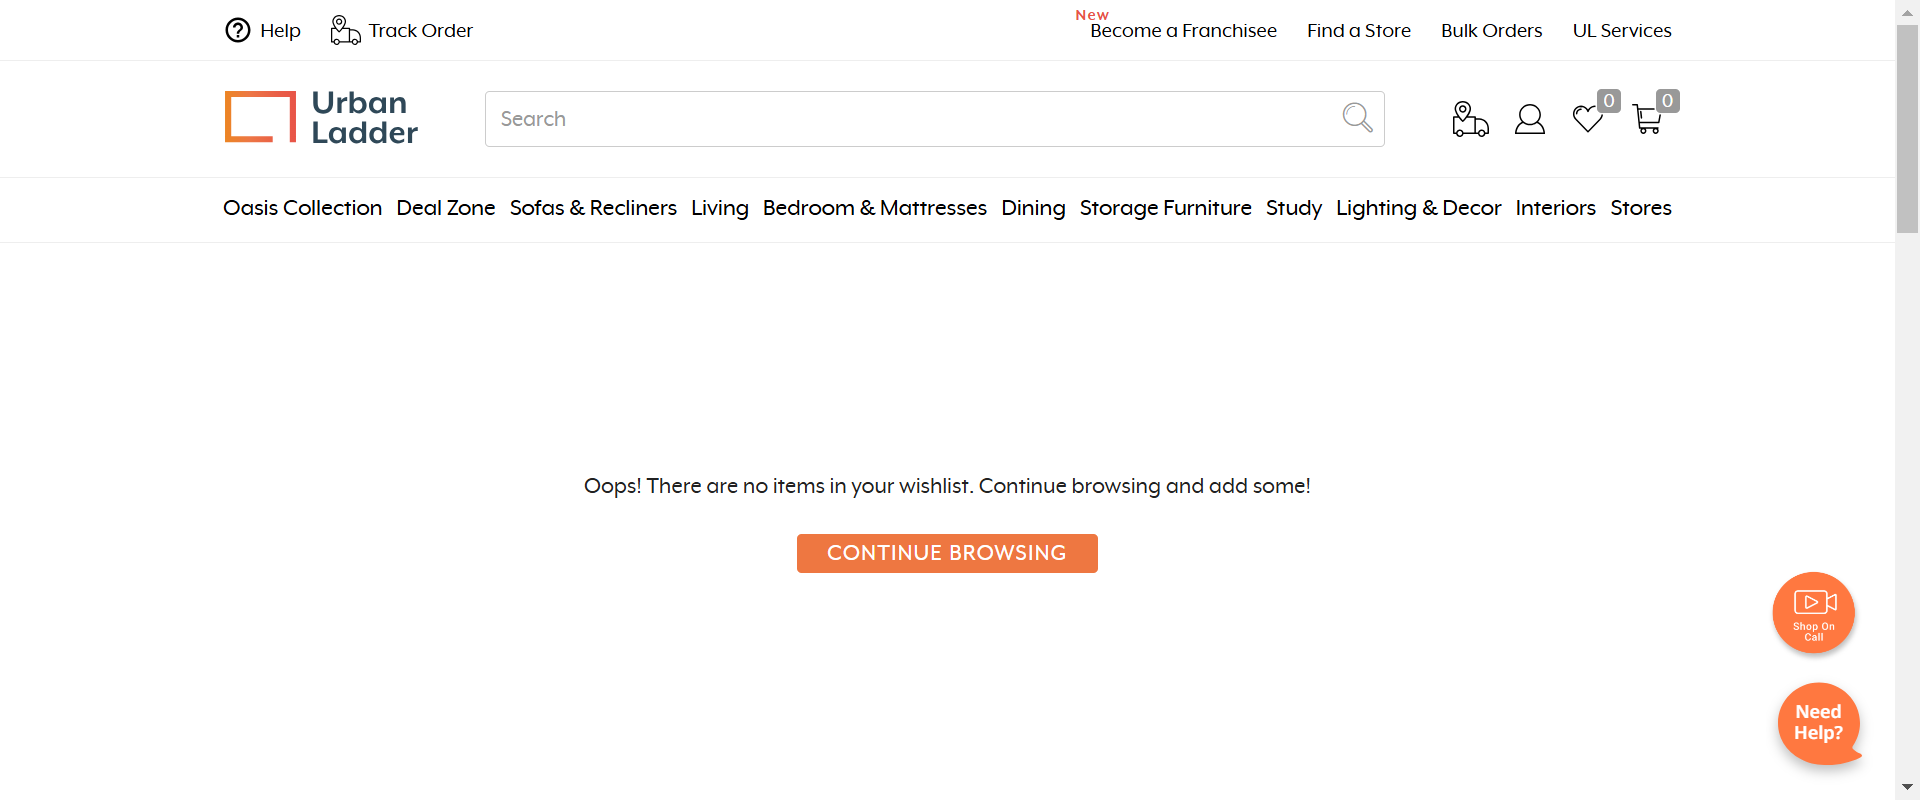 Help Track Order New Become a Franchisee Find a Store Bulk Orders UL Services
Urban
Ladder
Search
0 0
Oasis Collection Deal Zone Sofas & Recliners Living Bedroom & Mattresses Dining Storage Furniture Study Lighting & Decor Interiors Stores
Oops! There are no items in your wishlist. Continue browsing and add some!
CONTINUE BROWSING
Shop On
Call
Need
Help?